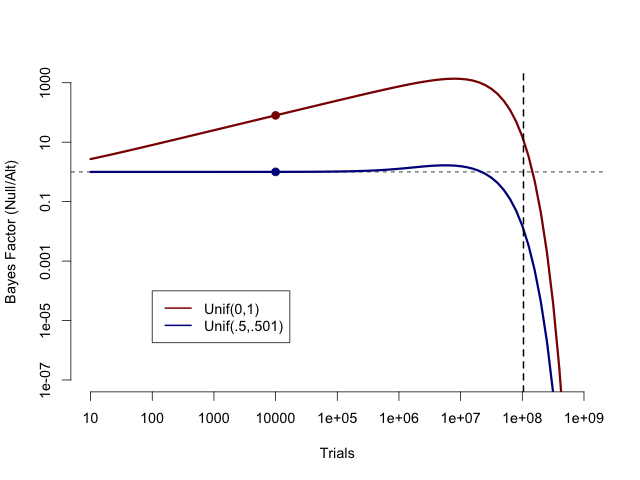 Bayes Factor (Null/Alt)
1000
10
0.1
0.001
1e-05
1e-07
Unif(0,1)
Unif(.5,.501)
10 100 1000 10000 1e+05 1e+06 1e+07 1e+08 1e+09
Trials